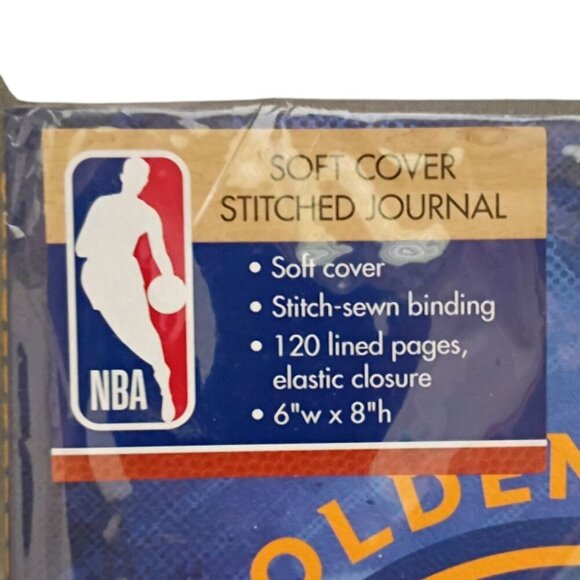 SOFT COVER
STITCHED JOURNAL
• Soft cover
• Stitch-sewn binding
• 120 lined pages,
elastic closure
• 6"w x 8"h
NBA
OLDEN